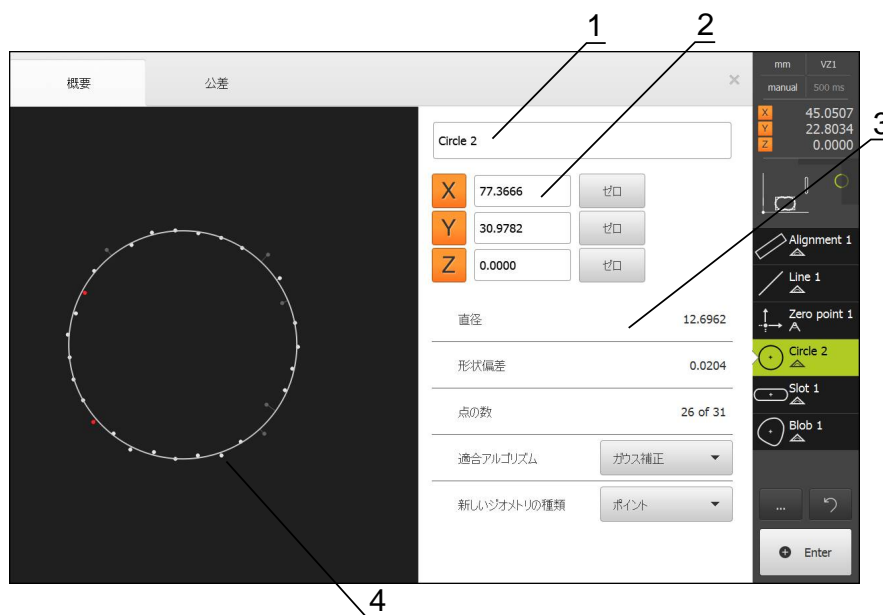 1
2
3
4
概要
公差
×
Circle 2
X 77.3666 ゼロ
Y 30.9782 ゼロ
Z 0.0000 ゼロ
直径 12.6962
形状偏差 0.0204
点の数 26 of 31
適合アルゴリズム ガウス補正
新しいジオメトリの種類 ポイント
mm VZ1
manual 500 ms
X 45.0507
Y 22.8034
Z 0.0000
Alignment 1
Line 1
Zero point 1
Circle 2
Slot 1
Blob 1
...
Enter